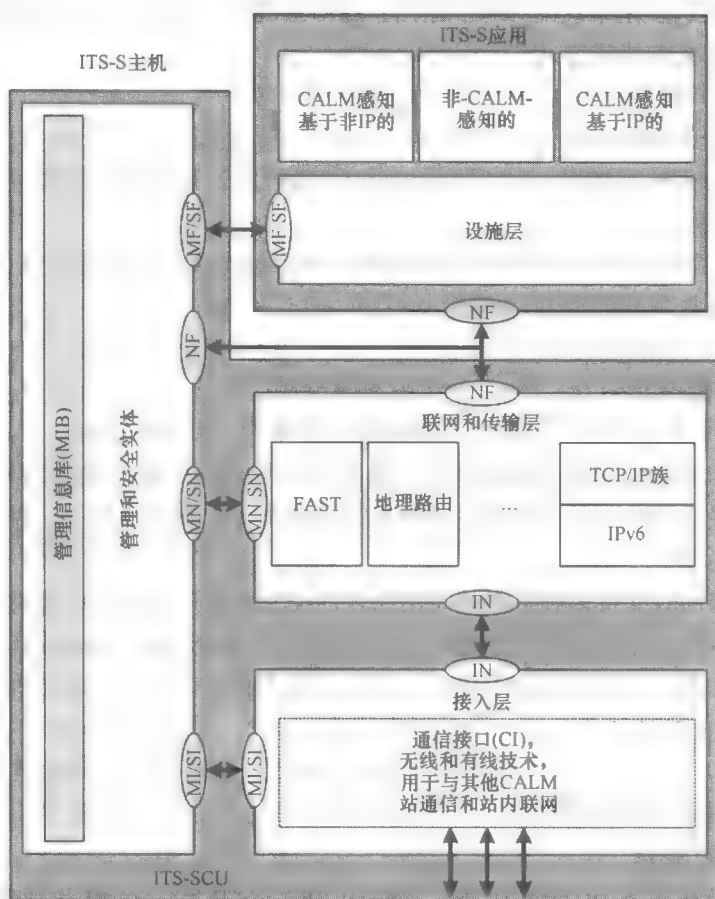 ITS-S应用
ITS-S主机
CALM感知
基于非IP的
非-CALM-
感知的
CALM感知
基于IP的
MF/SF
MF SF
设施层
NF
NF
NF
联网和传输层
管理信息库(MIB)
管理和安全实体
MN/SN
MN SN
FAST
地理路由
...
TCP/IP族
IPv6
IN
IN
接入层
MI/SI
MI/SI
通信接口(CI),
无线和有线技术,
用于与其他CALM
站通信和站内联网
ITS-SCU